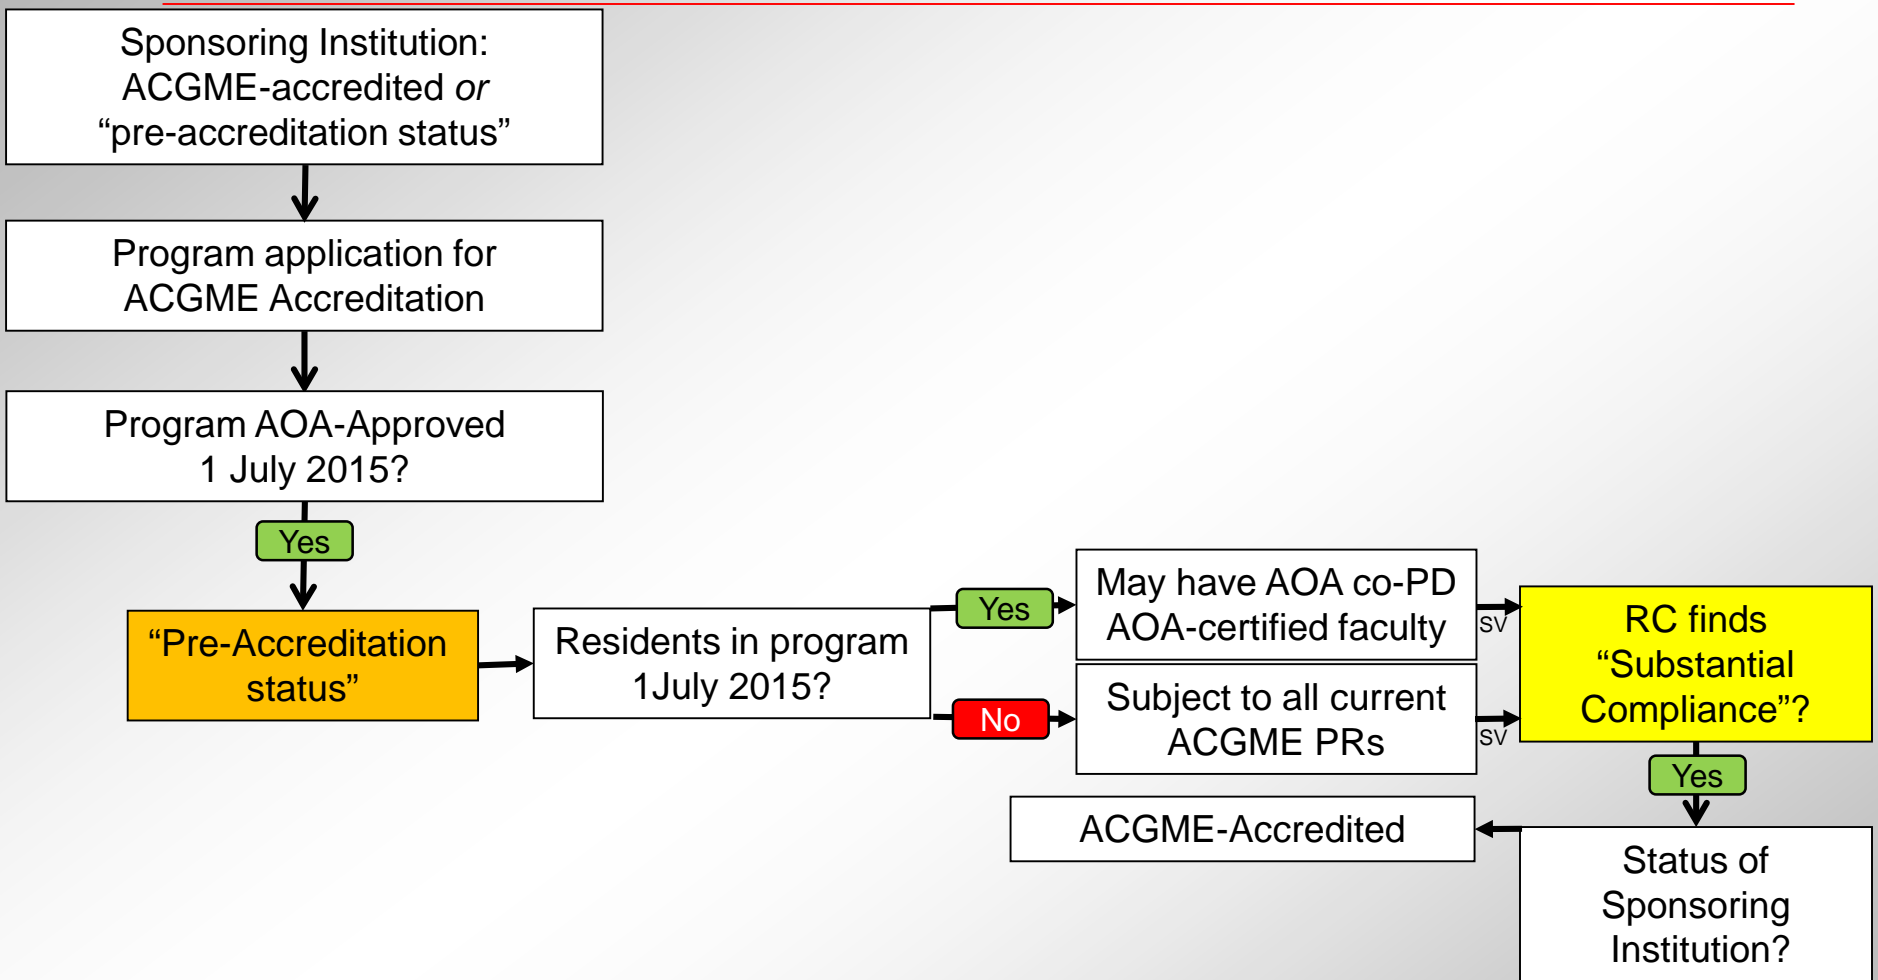 Sponsoring Institution:
ACGME-accredited or
“pre-accreditation status”
Program application for
ACGME Accreditation
Program AOA-Approved
1 July 2015?
Yes
“Pre-Accreditation
status”
Residents in program
1July 2015?
Yes
May have AOA co-PD
AOA-certified faculty
SV
No
Subject to all current
ACGME PRs
SV
RC finds
“Substantial
Compliance”?
Yes
Status of
Sponsoring
Institution?
ACGME-Accredited